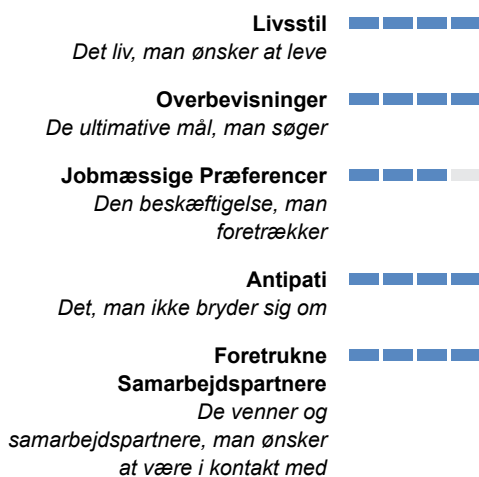 Livsstil
Det liv, man ønsker at leve
Overbevisninger
De ultimative mål, man søger
Jobmæssige Præferencer
Den beskæftigelse, man
foretrækker
Antipati
Det, man ikke bryder sig om
Foretrukne
Samarbejdspartnere
De venner og
samarbejdspartnere, man ønsker
at være i kontakt med